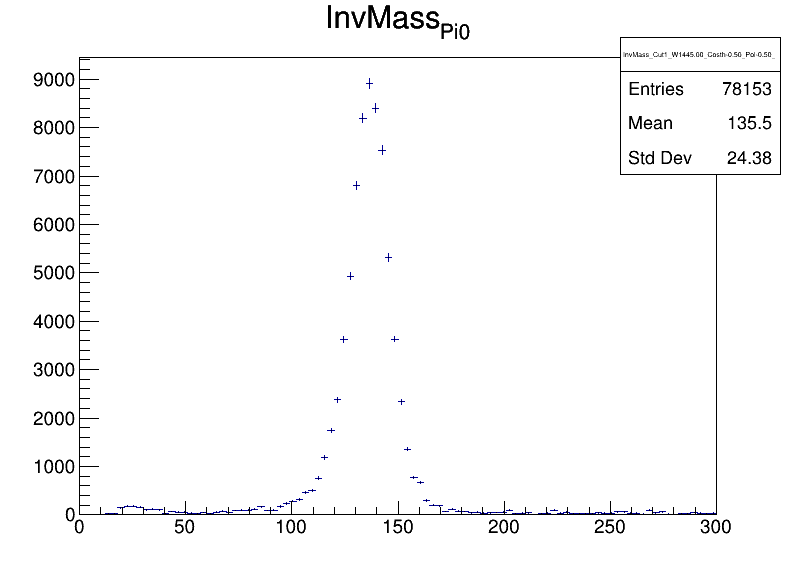 InvMass_Pi0
InvMass_Cut1_W1445.00_Costh-0.50_Pol-0.50_
Entries 78153
Mean 135.5
Std Dev 24.38
9000
8000
7000
6000
5000
4000
3000
2000
1000
0
0 50 100 150 200 250 300